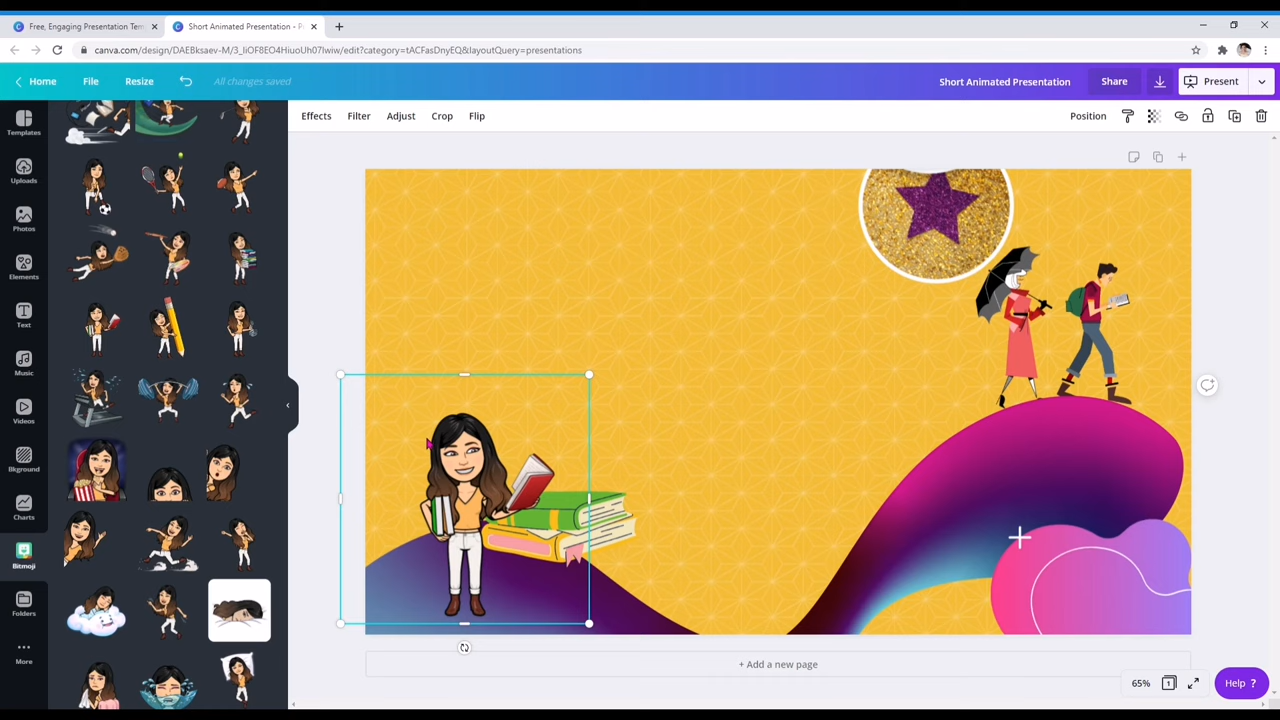 Free, Engaging Presentation Tem
Short Animated Presentation - P
canva.com/design/DAEBksaev-M/3_IiOF8EO4HiuoUh07Iwiw/edit?category=tACFasDnyEQ&layoutQuery=presentations
Home
File
Resize
All changes saved
Short Animated Presentation
Share
Present
Effects
Filter
Adjust
Crop
Flip
Position
Templates
Uploads
Photos
Elements
Text
Music
Videos
Bkground
Charts
Bitmoji
Folders
More
+ Add a new page
65%
1
Help ?